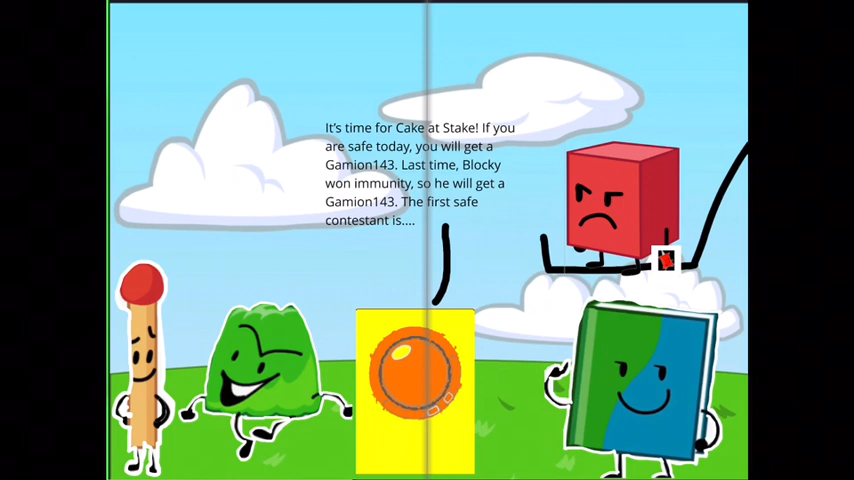 It's time for Cake at Stake! If you
are safe today, you will get a
Gamion143. Last time, Blocky
won immunity, so he will get a
Gamion143. The first safe
contestant is....